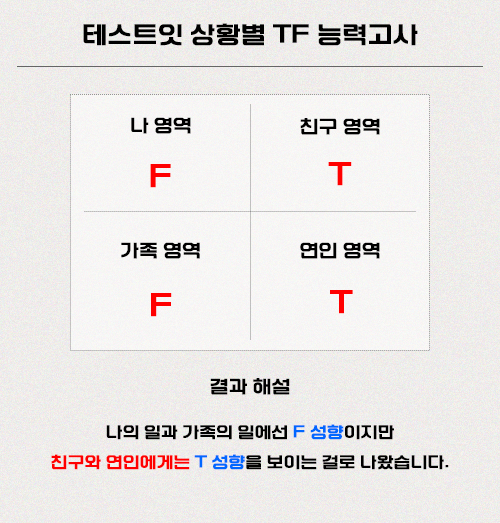 테스트잇 상황별 TF 능력고사
나 영역
친구 영역
F
T
가족 영역
연인 영역
F
T
결과 해설
나의 일과 가족의 일에선 F 성향이지만
친구와 연인에게는 T 성향을 보이는 걸로 나왔습니다.